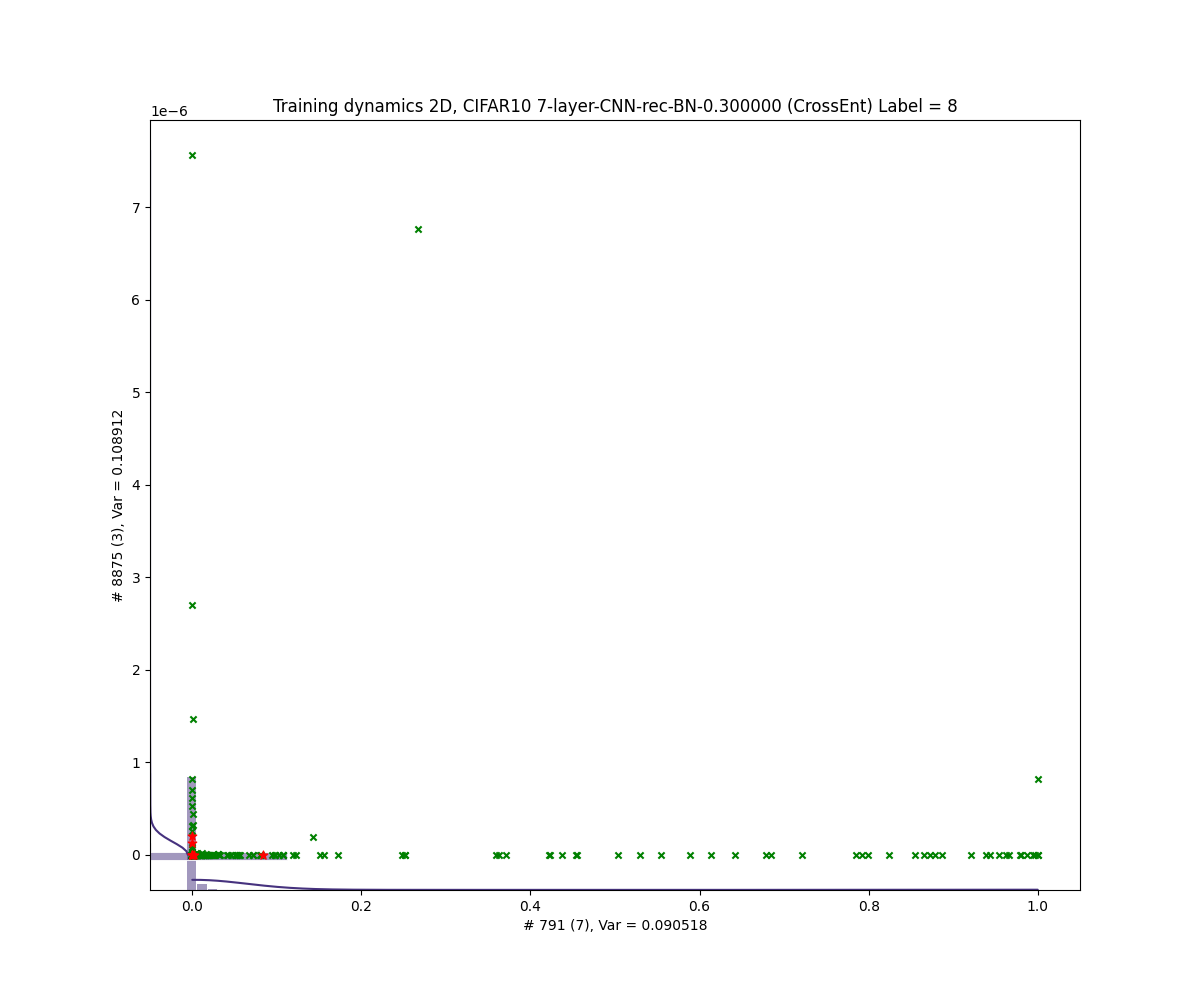 Training dynamics 2D, CIFAR10 7-layer-CNN-rec-BN-0.300000 (CrossEnt) Label = 8
1e−6
7
6
5
4
3
2
1
0
# 8875 (3), Var = 0.108912
0.0 0.2 0.4 0.6 0.8 1.0
# 791 (7), Var = 0.090518